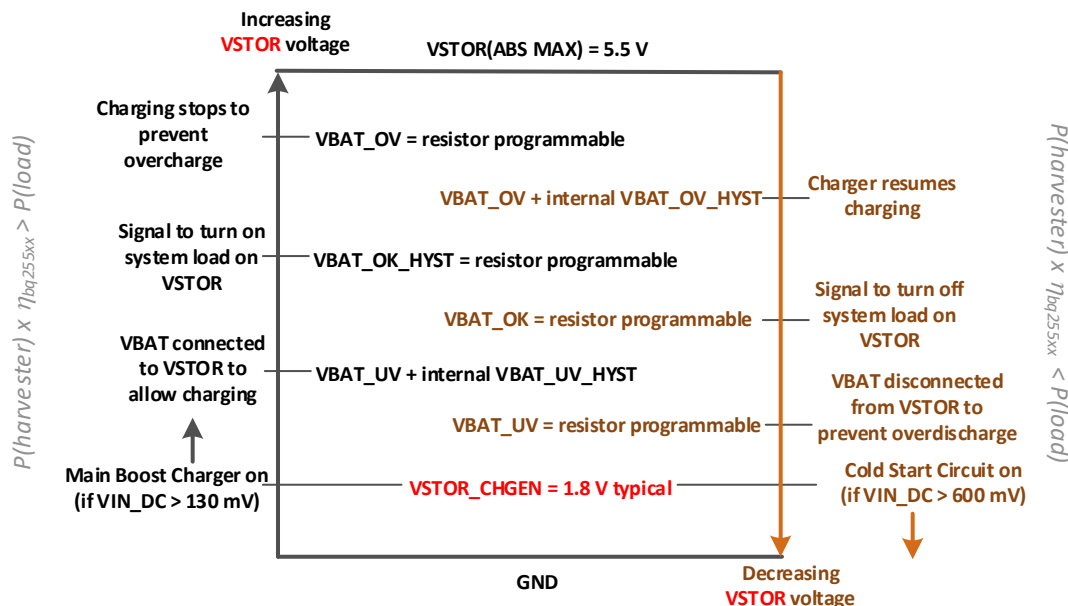 Increasing
VSTOR voltage
VSTOR(ABS MAX) = 5.5 V
Charging stops to
prevent
overcharge
VBAT_OV = resistor programmable
VBAT_OV + internal VBAT_OV_HYST
Charger resumes
charging
Signal to turn on
system load on
VSTOR
VBAT_OK_HYST = resistor programmable
VBAT_OK = resistor programmable
Signal to turn off
system load on
VSTOR
VBAT connected
to VSTOR to
allow charging
VBAT_UV + internal VBAT_UV_HYST
VBAT_UV = resistor programmable
VBAT disconnected
from VSTOR to
prevent overdischarge
Main Boost Charger on
(if VIN_DC > 130 mV)
VSTOR_CHGEN = 1.8 V typical
Cold Start Circuit on
(if VIN_DC > 600 mV)
GND
Decreasing
VSTOR voltage
P(harvester) x ηbq255xx > P(load)
P(harvester) x ηbq255xx < P(load)